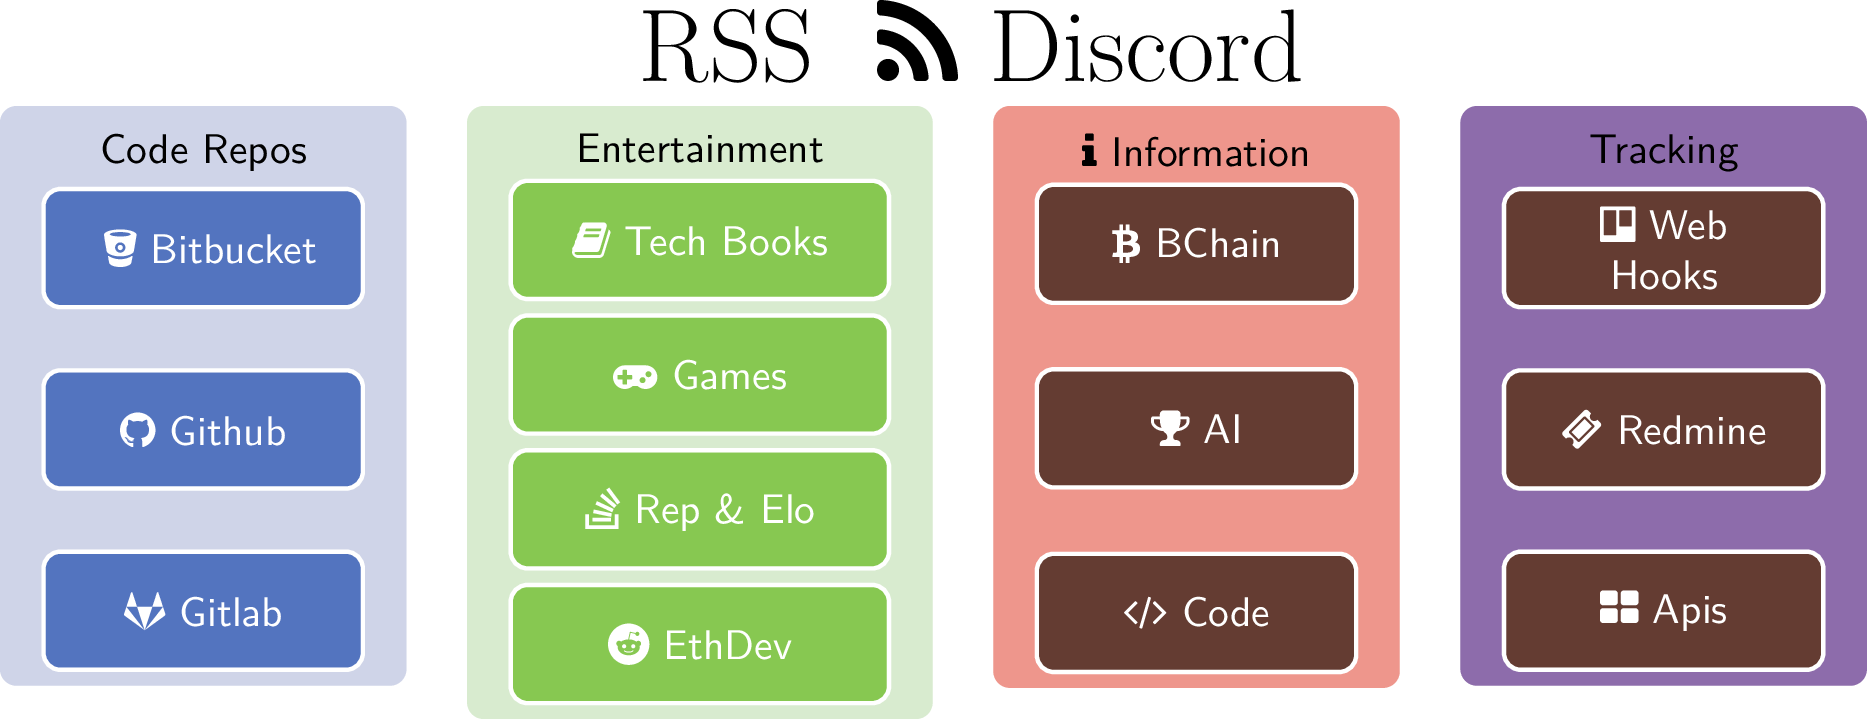 RSS Discord
Code Repos
Bitbucket
Github
Gitlab
Entertainment
Tech Books
Games
Rep & Elo
EthDev
Information
BChain
AI
Code
Tracking
Web
Hooks
Redmine
Apis